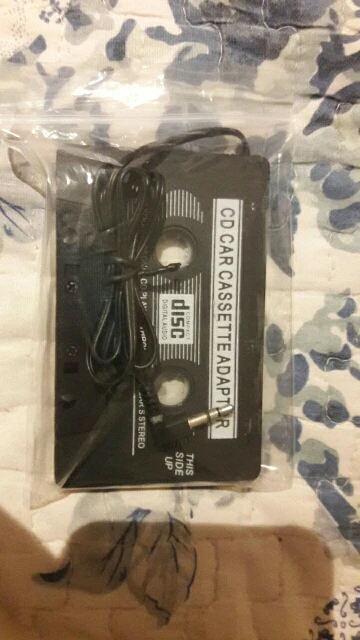 CD CAR CASSETTE ADAPTER
COMPACT
disc
DIGITAL AUDIO
STEREO
THIS
SIDE
UP